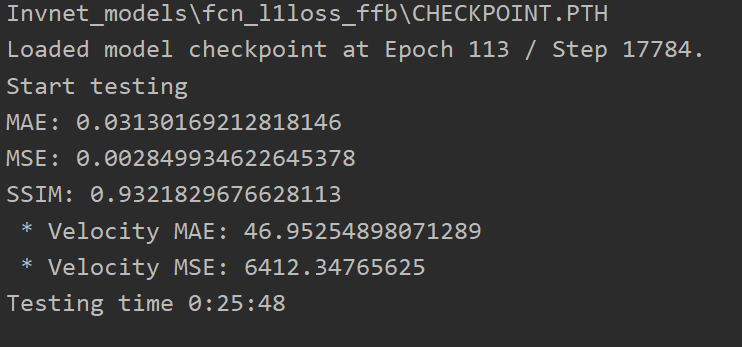 Invnet_models\fcn_l1loss_ffb\CHECKPOINT.PTH
Loaded model checkpoint at Epoch 113 / Step 17784.
Start testing
MAE: 0.03130169212818146
MSE: 0.002849934622645378
SSIM: 0.9321829676628113
 * Velocity MAE: 46.95254898071289
 * Velocity MSE: 6412.34765625
Testing time 0:25:48